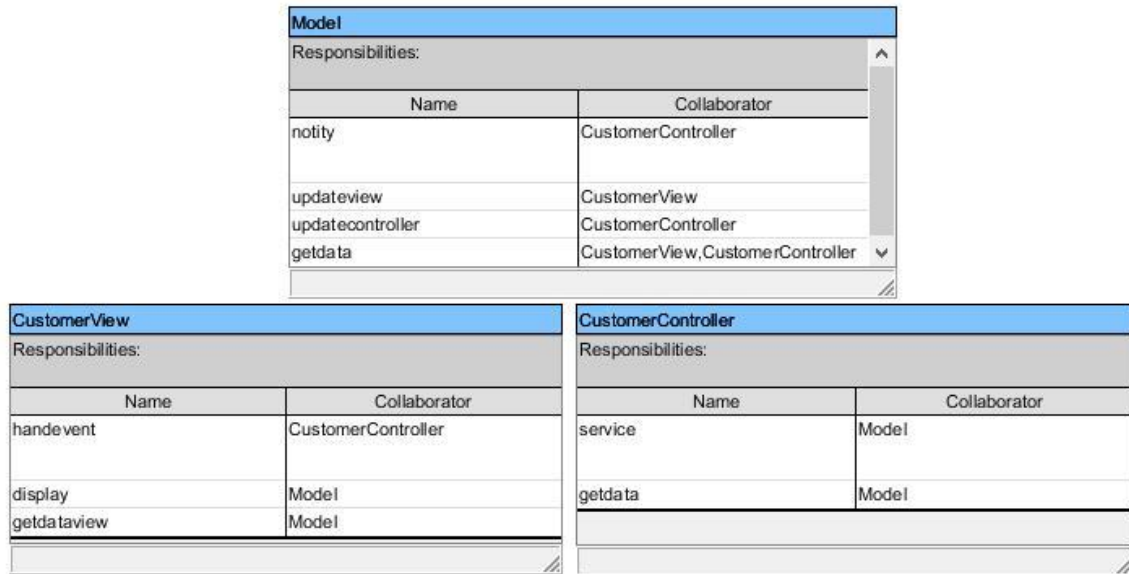 Model
Responsibilities:
Name Collaborator
notity CustomerController
updateview CustomerView
updatecontroller CustomerController
getdata CustomerView,CustomerController
CustomerView
Responsibilities:
Name Collaborator
handevent CustomerController
display Model
getdataview Model
CustomerController
Responsibilities:
Name Collaborator
service Model
getdata Model